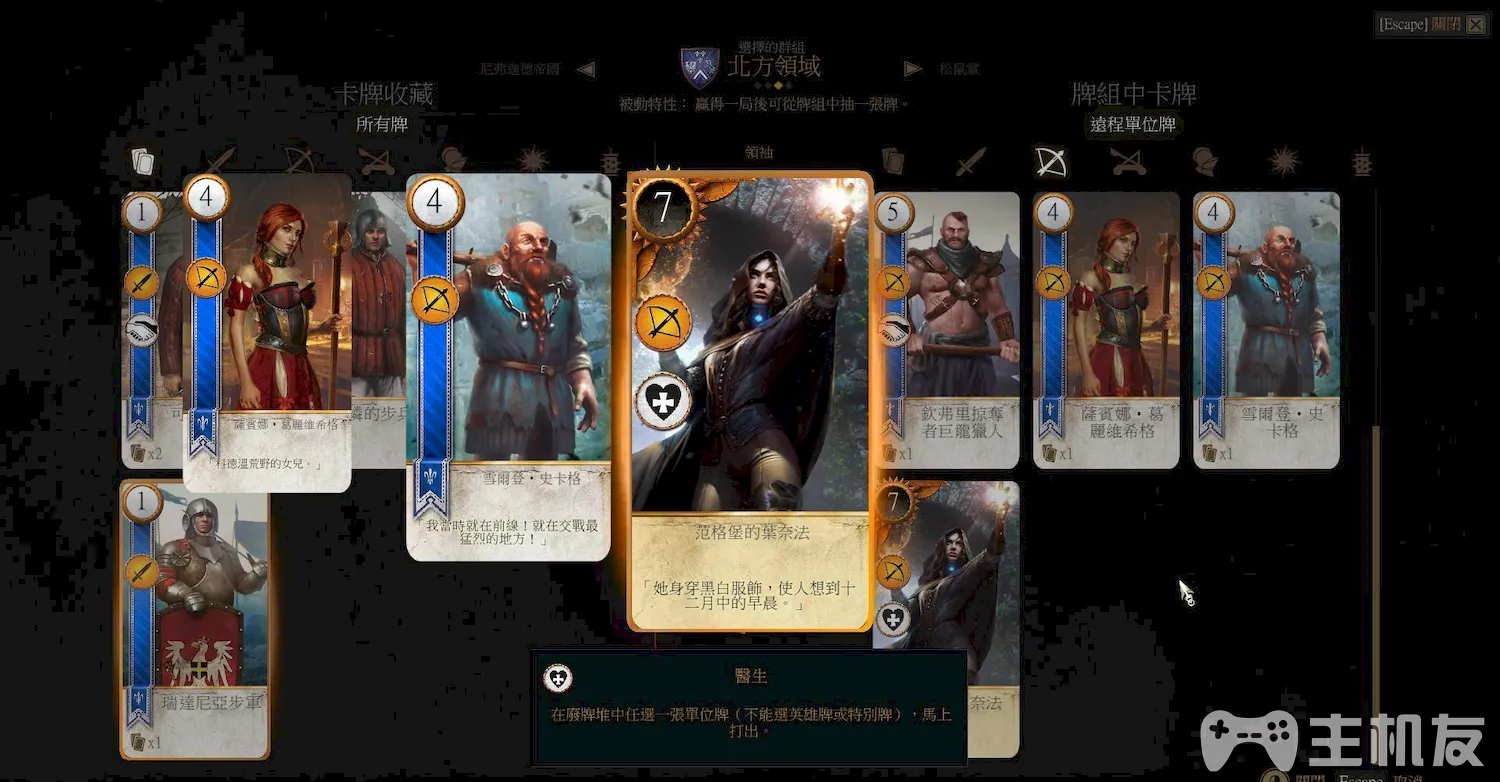 [Escape] 關閉
選擇的群組
尼弗迦德帝國
北方領域
松鼠黨
被動特性： 贏得一局後可從牌組中抽一張牌。
卡牌收藏
所有牌
牌組中卡牌
遠程單位牌
領袖
1
4
4
7
5
4
4
薩賓娜・葛麗維希格
「科德溫荒野的女兒。」
的步兵
x2
雪爾登・史卡格
我當時就在前線！就在交戰最
猛烈的地方！」
范格堡的葉奈法
「她身穿黑白服飾，使人想到十
二月中的早晨。」
欽弗里掠奪
者巨龍獵人
x1
薩賓娜・葛
麗維希格
x1
雪爾登・史
卡格
x1
1
瑞達尼亞步軍
x1
7
奈法
醫生
在廢牌堆中任選一張單位牌（不能選英雄牌或特別牌），馬上
打出。
主机友